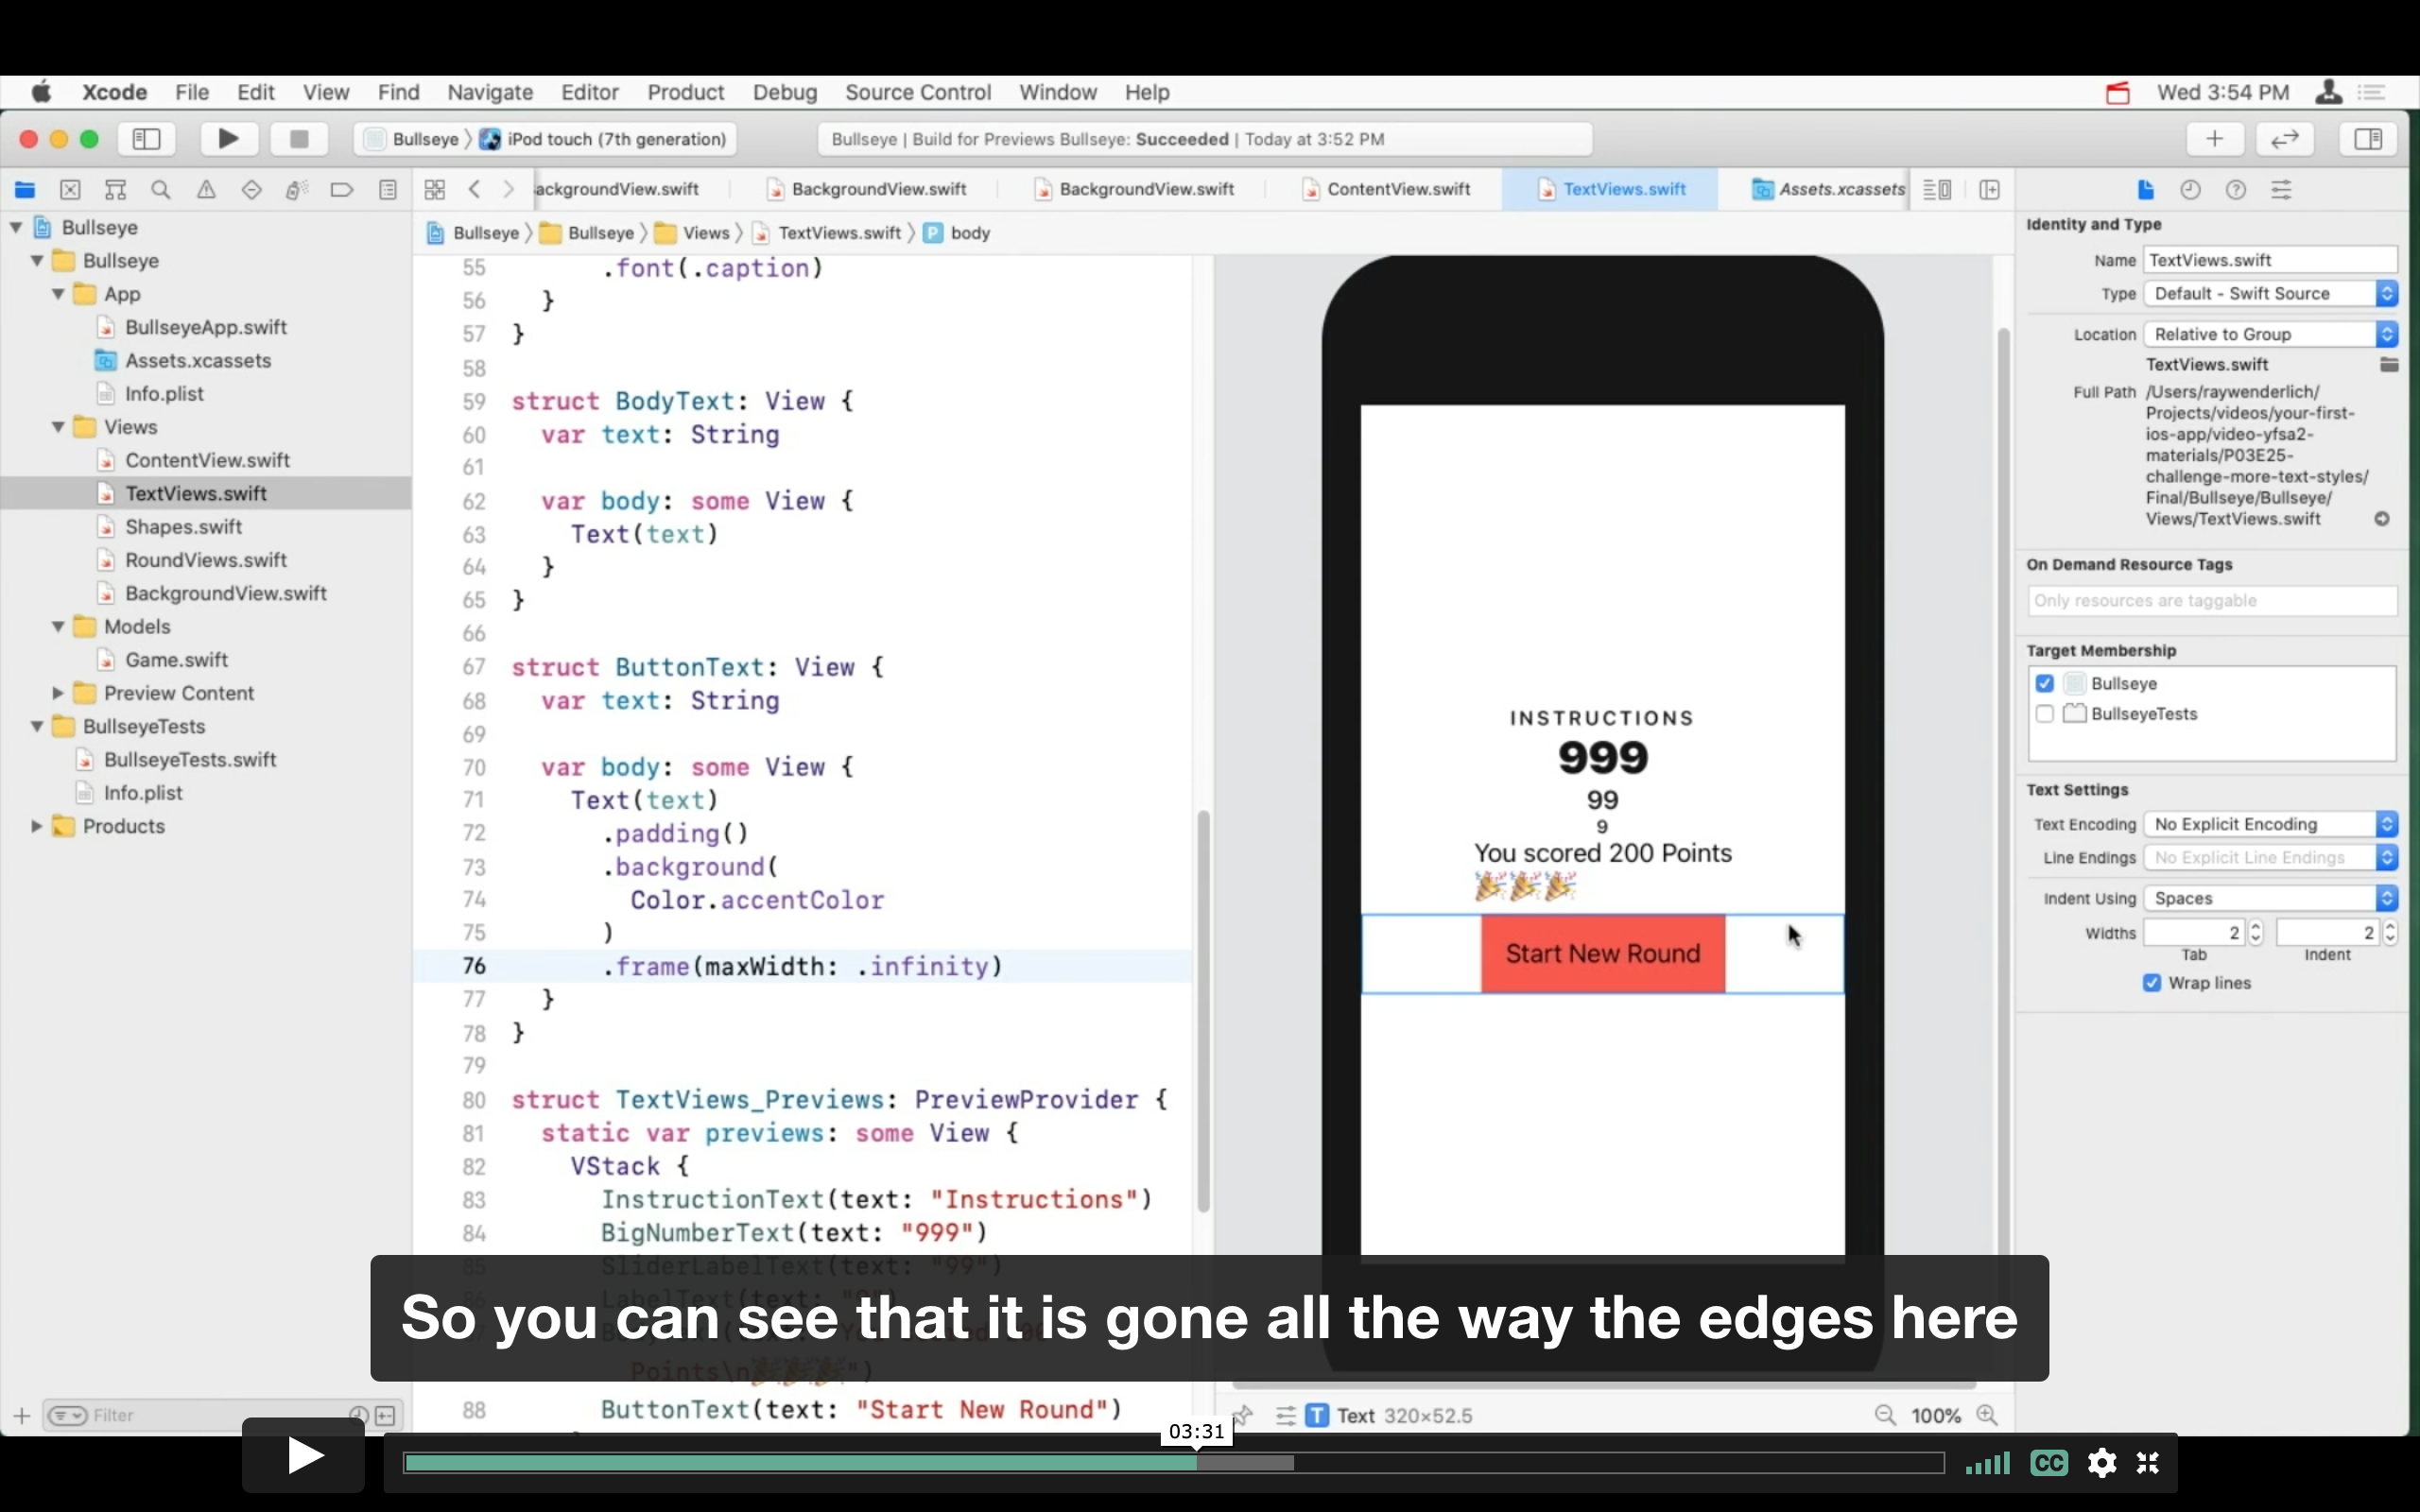 Xcode File Edit View Find Navigate Editor Product Debug Source Control Window Help Wed 3:54 PM
Bullseye 〉 iPod touch (7th generation) Bullseye | Build for Previews Bullseye: Succeeded | Today at 3:52 PM
ackgroundView.swift BackgroundView.swift BackgroundView.swift ContentView.swift TextViews.swift Assets.xcassets
Bullseye 〉 Bullseye 〉 Views 〉 TextViews.swift 〉 P body
Bullseye
Bullseye
App
BullseyeApp.swift
Assets.xcassets
Info.plist
Views
ContentView.swift
TextViews.swift
Shapes.swift
RoundViews.swift
BackgroundView.swift
Models
Game.swift
Preview Content
BullseyeTests
BullseyeTests.swift
Info.plist
Products
Filter
55 .font(.caption)
56 }
57 }
58
59 struct BodyText: View {
60 var text: String
61
62 var body: some View {
63 Text(text)
64 }
65 }
66
67 struct ButtonText: View {
68 var text: String
69
70 var body: some View {
71 Text(text)
72 .padding()
73 .background(
74 Color.accentColor
75 )
76 .frame(maxWidth: .infinity)
77 }
78 }
79
80 struct TextViews_Previews: PreviewProvider {
81 static var previews: some View {
82 VStack {
83 InstructionText(text: "Instructions")
84 BigNumberText(text: "999")
85 SliderLabelText(text: "99")
86 LabelText(text:
Points\n🎉🎉🎉")
88 ButtonText(text: "Start New Round")
INSTRUCTIONS
999
99
9
You scored 200 Points
🎉🎉🎉
Start New Round
T Text 320×52.5 100%
Identity and Type
Name TextViews.swift
Type Default - Swift Source
Location Relative to Group
TextViews.swift
Full Path /Users/raywenderlich/
Projects/videos/your-first-
ios-app/video-yfsa2-
materials/P03E25-
challenge-more-text-styles/
Final/Bullseye/Bullseye/
Views/TextViews.swift
On Demand Resource Tags
Only resources are taggable
Target Membership
Bullseye
BullseyeTests
Text Settings
Text Encoding No Explicit Encoding
Line Endings No Explicit Line Endings
Indent Using Spaces
Widths 2 2
Tab Indent
Wrap lines
So you can see that it is gone all the way the edges here
03:31
CC